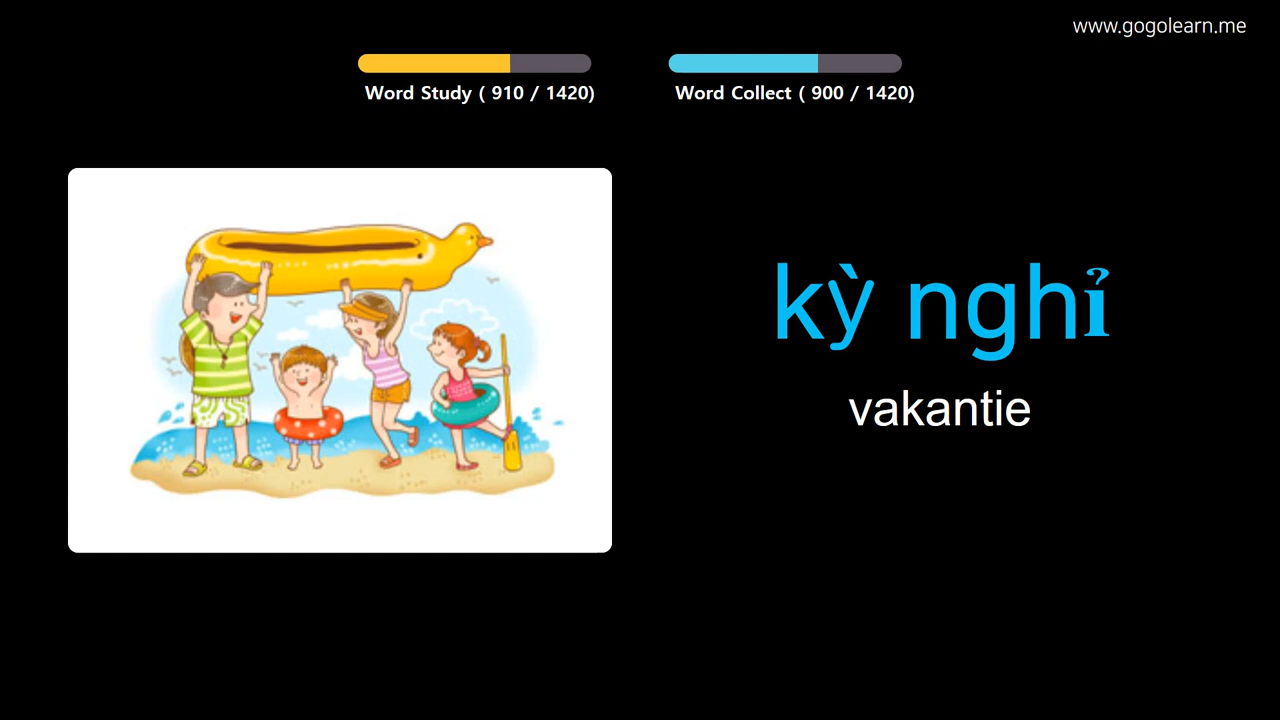 www.gogolearn.me
Word Study ( 910 / 1420)
Word Collect ( 900 / 1420)
kỳ nghỉ
vakantie